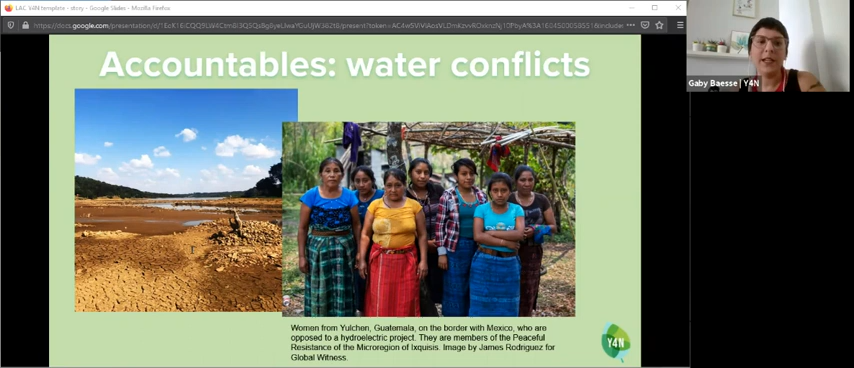 LAC Y4N template - story - Google Slides - Mozilla Firefox
Accountables: water conflicts
Women from Yulchen, Guatemala, on the border with Mexico, who are
opposed to a hydroelectric project. They are members of the Peaceful
Resistance of the Microregion of Ixquisis. Image by James Rodriguez for
Global Witness.
Y4N
Gaby Baesse | Y4N